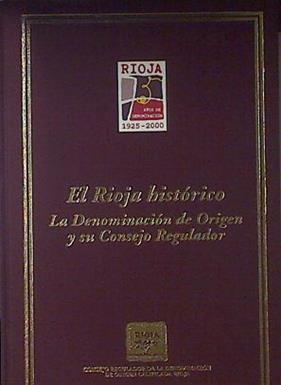 RIOJA
75
AÑOS DE
DENOMINACIÓN
1925-2000
El Rioja histórico
La Denominación de Origen
y su Consejo Regulador
RIOJA
CONSEJO REGULADOR DE LA DENOMINACIÓN
DE ORIGEN CALIFICADA RIOJA